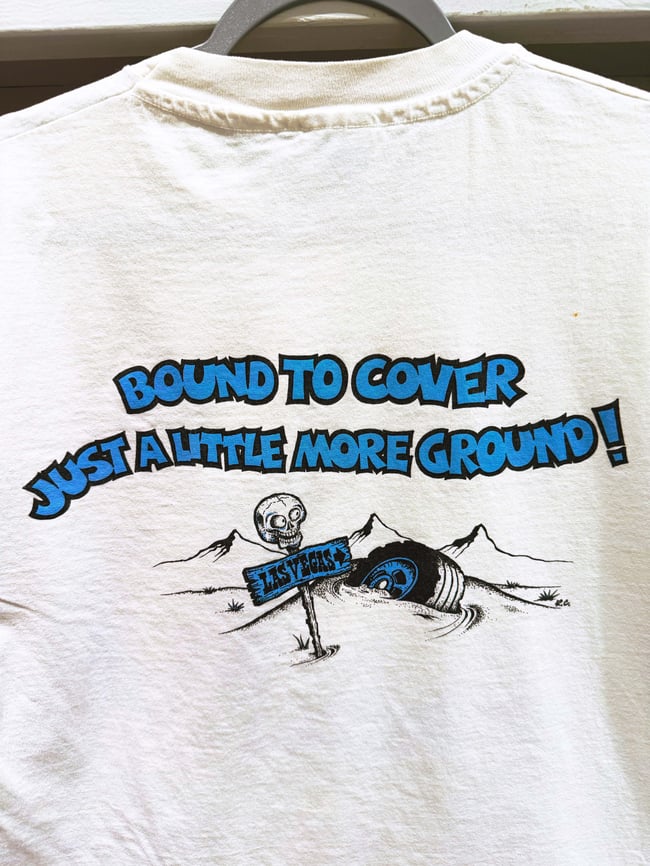 BOUND TO COVER
JUST A LITTLE MORE GROUND!
LAS VEGAS